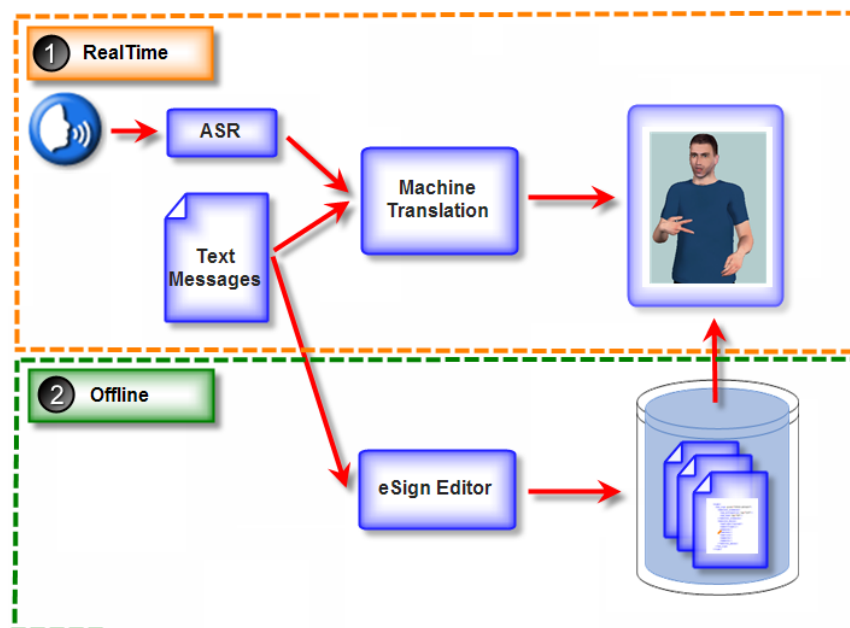 1 RealTime
ASR
Machine
Translation
Text
Messages
2 Offline
eSign Editor